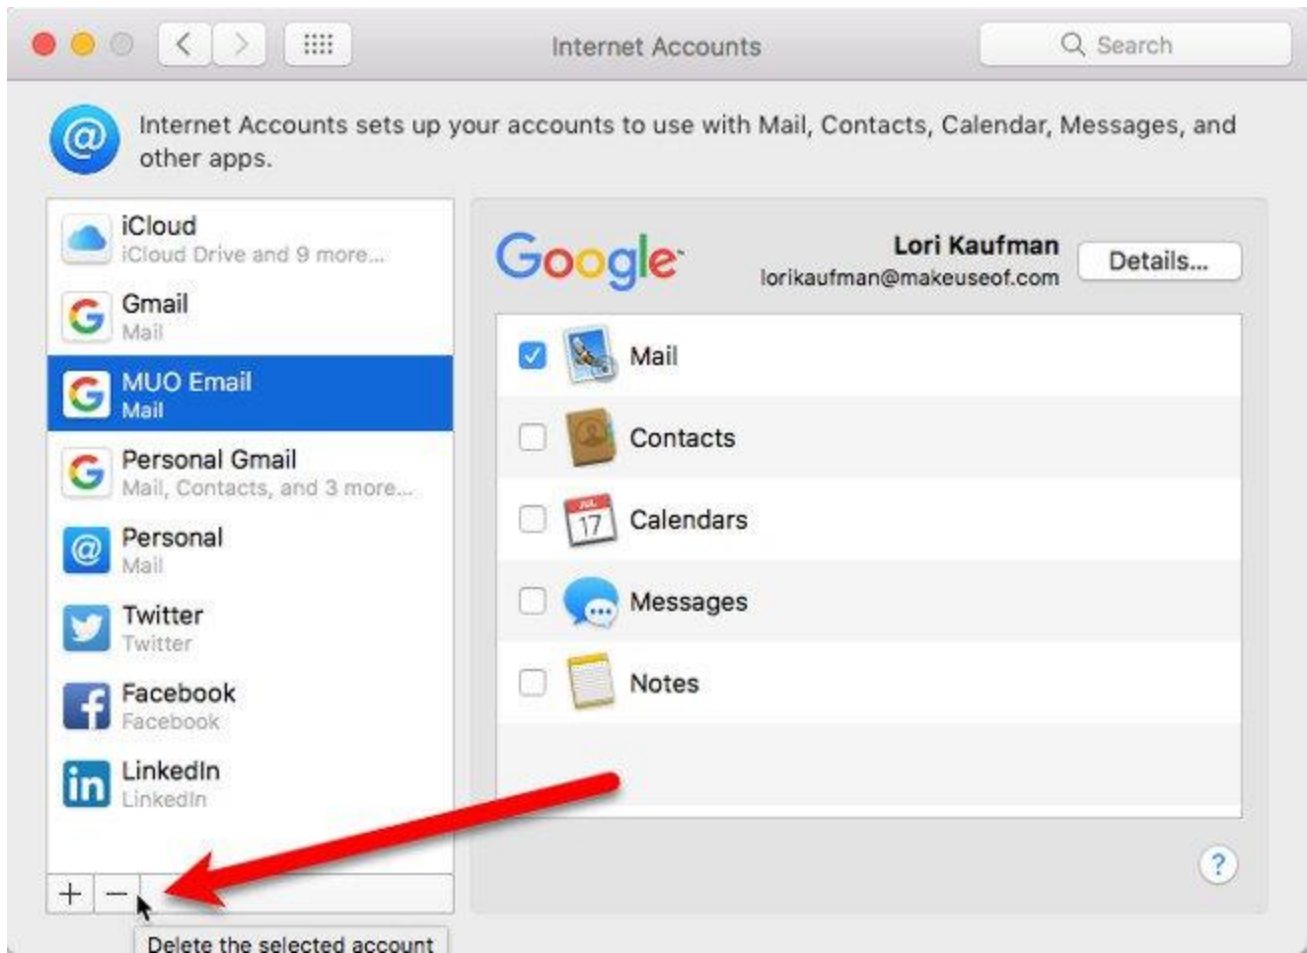 Internet Accounts
Search
Internet Accounts sets up your accounts to use with Mail, Contacts, Calendar, Messages, and
other apps.
iCloud
iCloud Drive and 9 more...
Gmail
Mail
MUO Email
Mail
Personal Gmail
Mail, Contacts, and 3 more...
Personal
Mail
Twitter
Twitter
Facebook
Facebook
LinkedIn
LinkedIn
Google
Lori Kaufman
lorikaufman@makeuseof.com
Details...
Mail
Contacts
JUL
17
Calendars
Messages
Notes
?
+ −
Delete the selected account